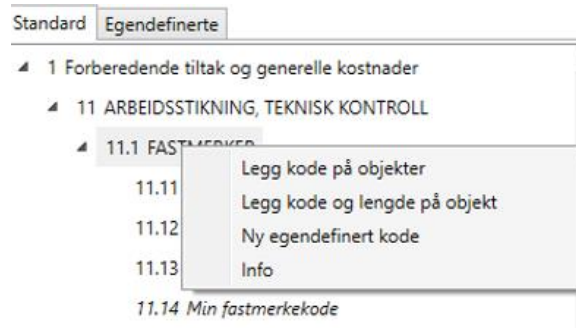 Standard Egendefinerte
1 Forberedende tiltak og generelle kostnader
11 ARBEIDSSTIKNING, TEKNISK KONTROLL
11.1 FASTMERKER
Legg kode på objekter
11.11
Legg kode og lengde på objekt
11.12
Ny egendefinert kode
11.13
Info
11.14 Min fastmerkekode